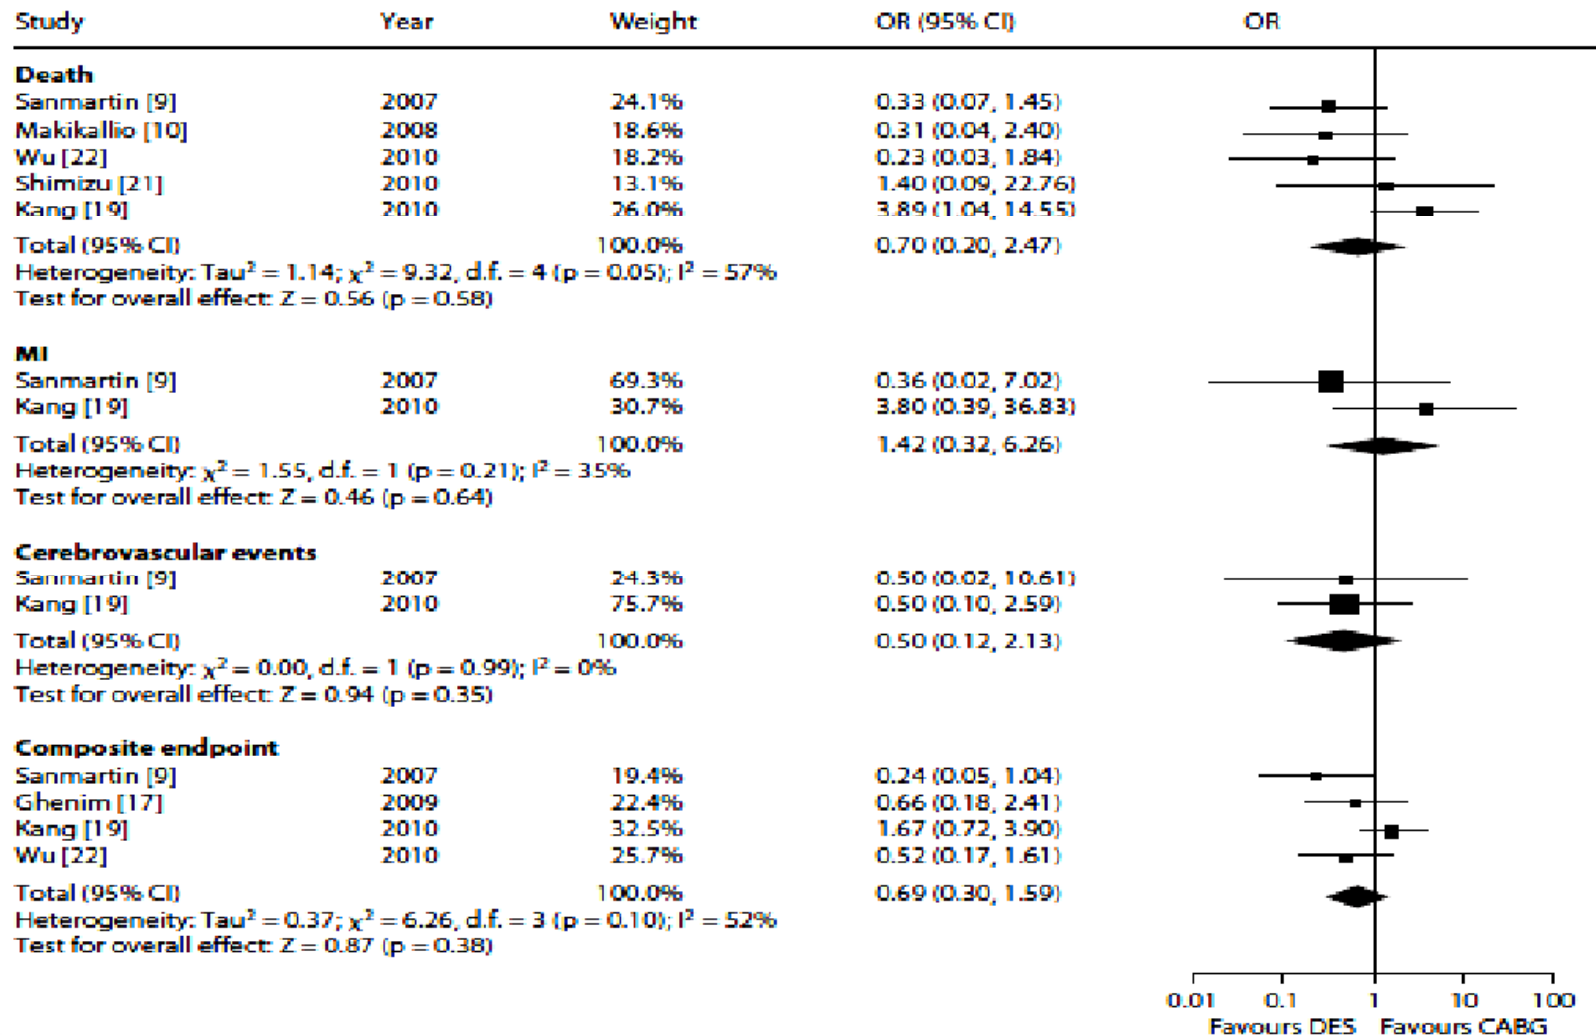 Study Year Weight OR (95% CI) OR
Death
Sanmartin [9] 2007 24.1% 0.33 (0.07, 1.45)
Makikallio [10] 2008 18.6% 0.31 (0.04, 2.40)
Wu [22] 2010 18.2% 0.23 (0.03, 1.84)
Shimizu [21] 2010 13.1% 1.40 (0.09, 22.76)
Kang [19] 2010 26.0% 3.89 (1.04, 14.55)
Total (95% CI) 100.0% 0.70 (0.20, 2.47)
Heterogeneity: Tau² = 1.14; χ² = 9.32, d.f. = 4 (p = 0.05); I² = 57%
Test for overall effect: Z = 0.56 (p = 0.58)
MI
Sanmartin [9] 2007 69.3% 0.36 (0.02, 7.02)
Kang [19] 2010 30.7% 3.80 (0.39, 36.83)
Total (95% CI) 100.0% 1.42 (0.32, 6.26)
Heterogeneity: χ² = 1.55, d.f. = 1 (p = 0.21); I² = 35%
Test for overall effect: Z = 0.46 (p = 0.64)
Cerebrovascular events
Sanmartin [9] 2007 24.3% 0.50 (0.02, 10.61)
Kang [19] 2010 75.7% 0.50 (0.10, 2.59)
Total (95% CI) 100.0% 0.50 (0.12, 2.13)
Heterogeneity: χ² = 0.00, d.f. = 1 (p = 0.99); I² = 0%
Test for overall effect: Z = 0.94 (p = 0.35)
Composite endpoint
Sanmartin [9] 2007 19.4% 0.24 (0.05, 1.04)
Ghenim [17] 2009 22.4% 0.66 (0.18, 2.41)
Kang [19] 2010 32.5% 1.67 (0.72, 3.90)
Wu [22] 2010 25.7% 0.52 (0.17, 1.61)
Total (95% CI) 100.0% 0.69 (0.30, 1.59)
Heterogeneity: Tau² = 0.37; χ² = 6.26, d.f. = 3 (p = 0.10); I² = 52%
Test for overall effect: Z = 0.87 (p = 0.38)
0.01 0.1 1 10 100
Favours DES Favours CABG